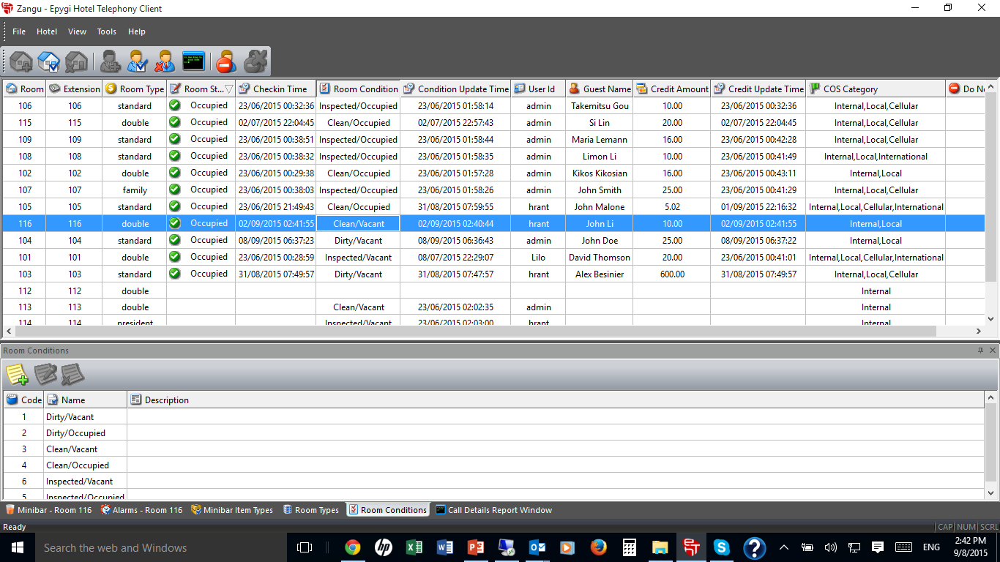 Zangu - Epygi Hotel Telephony Client
File Hotel View Tools Help
Room Extension Room Type Room St... Checkin Time Room Condition Condition Update Time User Id Guest Name Credit Amount Credit Update Time COS Category Do No
106 106 standard Occupied 23/06/2015 00:32:36 Inspected/Occupied 23/06/2015 01:58:14 admin Takemitsu Gou 10.00 23/06/2015 00:32:36 Internal,Local,Cellular
115 115 double Occupied 02/07/2015 22:04:45 Clean/Occupied 02/07/2015 22:57:43 admin Si Lin 20.00 02/07/2015 22:04:45 Internal,Local,Cellular
109 109 standard Occupied 23/06/2015 00:38:51 Inspected/Occupied 23/06/2015 01:58:44 admin Maria Lemann 16.00 23/06/2015 00:42:28 Internal,Local,Cellular
108 108 standard Occupied 23/06/2015 00:38:32 Inspected/Occupied 23/06/2015 01:58:35 admin Limon Li 10.00 23/06/2015 00:41:49 Internal,Local,International
102 102 double Occupied 23/06/2015 00:29:38 Clean/Occupied 23/06/2015 01:57:28 admin Kikos Kikosian 16.00 23/06/2015 00:43:11 Internal,Local
107 107 family Occupied 23/06/2015 00:38:03 Inspected/Occupied 23/06/2015 01:58:26 admin John Smith 25.00 23/06/2015 00:41:29 Internal,Local,Cellular
105 105 standard Occupied 23/06/2015 21:49:43 Clean/Occupied 31/08/2015 07:59:55 hrant John Malone 5.02 01/09/2015 22:16:32 Internal,Local,Cellular,International
116 116 double Occupied 02/09/2015 02:41:55 Clean/Vacant 02/09/2015 02:40:44 hrant John Li 10.00 02/09/2015 02:41:55 Internal,Local
104 104 standard Occupied 08/09/2015 06:37:23 Dirty/Vacant 08/09/2015 06:36:43 admin John Doe 25.00 08/09/2015 06:37:22 Internal,Local
101 101 double Occupied 23/06/2015 00:28:59 Inspected/Vacant 08/07/2015 22:29:07 Lilo David Thomson 20.00 23/06/2015 00:41:01 Internal,Local,Cellular,International
103 103 standard Occupied 31/08/2015 07:49:57 Dirty/Vacant 31/08/2015 07:47:57 hrant Alex Besinier 600.00 31/08/2015 07:49:57 Internal,Local,Cellular
112 112 double Internal
113 113 double Clean/Vacant 23/06/2015 02:02:35 admin Internal
114 114 president Inspected/Vacant 23/06/2015 02:03:00 hrant Internal
Room Conditions
Code Name Description
1 Dirty/Vacant
2 Dirty/Occupied
3 Clean/Vacant
4 Clean/Occupied
6 Inspected/Vacant
5 Inspected/Occupied
Minibar - Room 116 Alarms - Room 116 Minibar Item Types Room Types Room Conditions Call Details Report Window
Ready CAP NUM SCRL
Search the web and Windows ENG 2:42 PM
9/8/2015